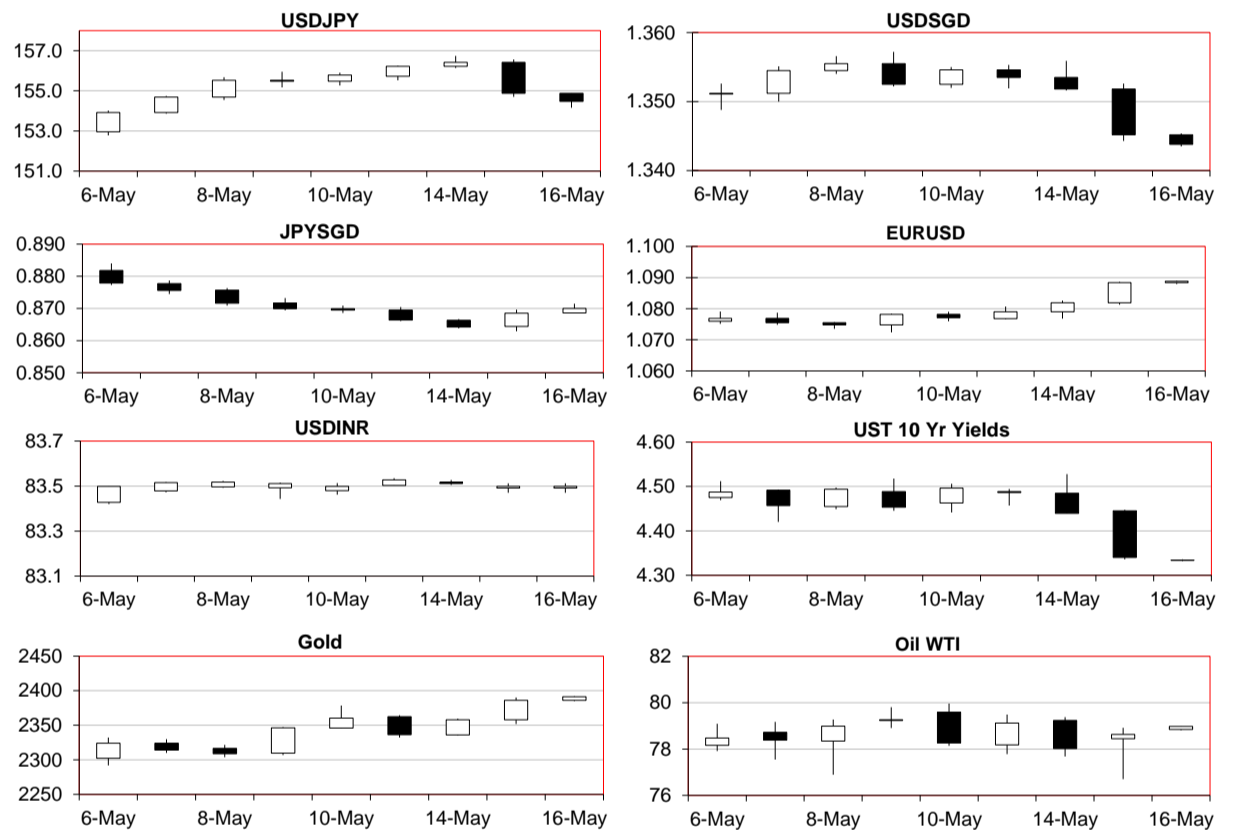 USDJPY
157.0
155.0
153.0
151.0
6-May 8-May 10-May 14-May 16-May
USDSGD
1.360
1.350
1.340
6-May 8-May 10-May 14-May 16-May
JPYSGD
0.890
0.880
0.870
0.860
0.850
6-May 8-May 10-May 14-May 16-May
EURUSD
1.100
1.090
1.080
1.070
1.060
6-May 8-May 10-May 14-May 16-May
USDINR
83.7
83.5
83.3
83.1
6-May 8-May 10-May 14-May 16-May
UST 10 Yr Yields
4.60
4.50
4.40
4.30
6-May 8-May 10-May 14-May 16-May
Gold
2450
2400
2350
2300
2250
6-May 8-May 10-May 14-May 16-May
Oil WTI
82
80
78
76
6-May 8-May 10-May 14-May 16-May